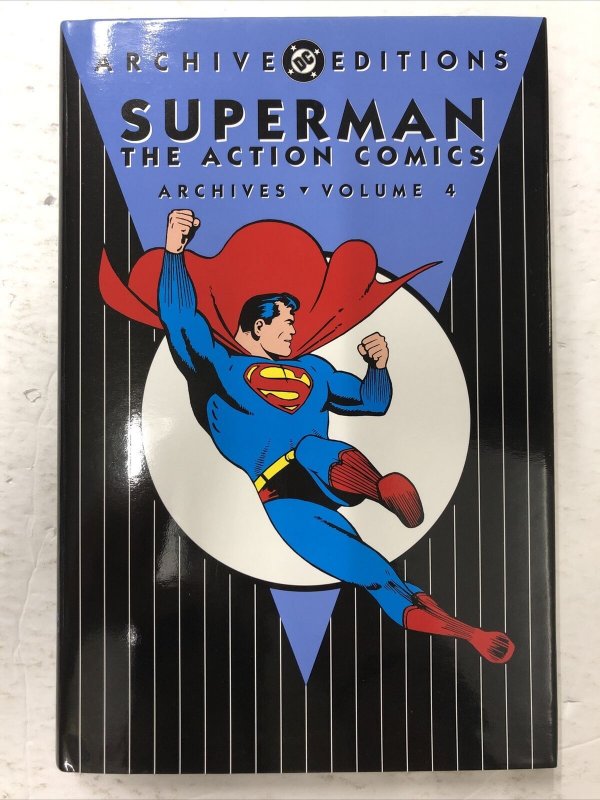 ARCHIVE DC EDITIONS
SUPERMAN
THE ACTION COMICS
ARCHIVES ▾ VOLUME 4
S